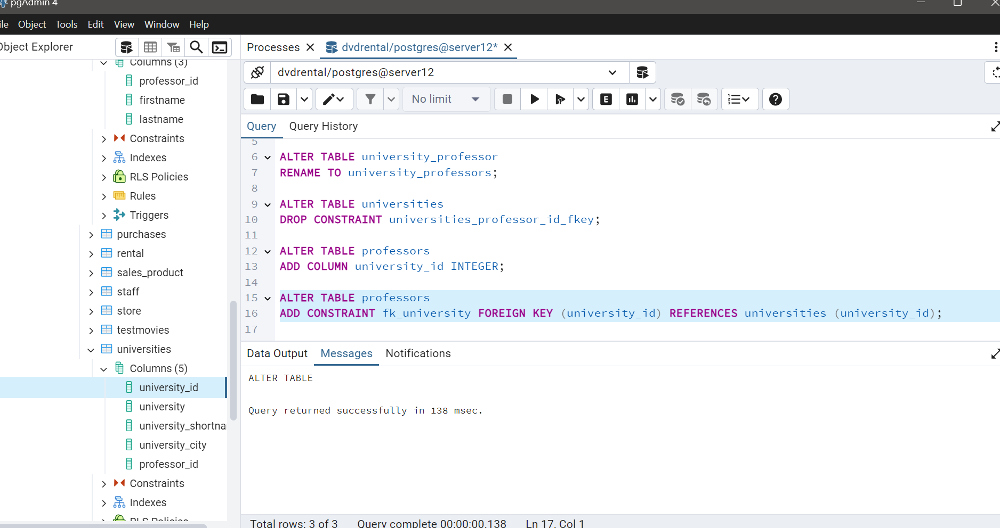 pgAdmin 4
ile Object Tools Edit View Window Help
Object Explorer
Columns (3)
professor_id
firstname
lastname
Constraints
Indexes
RLS Policies
Rules
Triggers
purchases
rental
sales_product
staff
store
testmovies
universities
Columns (5)
university_id
university
university_shortna
university_city
professor_id
Constraints
Indexes
RLS Policies
Processes
dvdrental/postgres@server12*
dvdrental/postgres@server12
No limit
Query Query History
5
6 ALTER TABLE university_professor
7 RENAME TO university_professors;
8
9 ALTER TABLE universities
10 DROP CONSTRAINT universities_professor_id_fkey;
11
12 ALTER TABLE professors
13 ADD COLUMN university_id INTEGER;
14
15 ALTER TABLE professors
16 ADD CONSTRAINT fk_university FOREIGN KEY (university_id) REFERENCES universities (university_id);
17
Data Output Messages Notifications
ALTER TABLE
Query returned successfully in 138 msec.
Total rows: 3 of 3 Query complete 00:00:00.138 Ln 17, Col 1